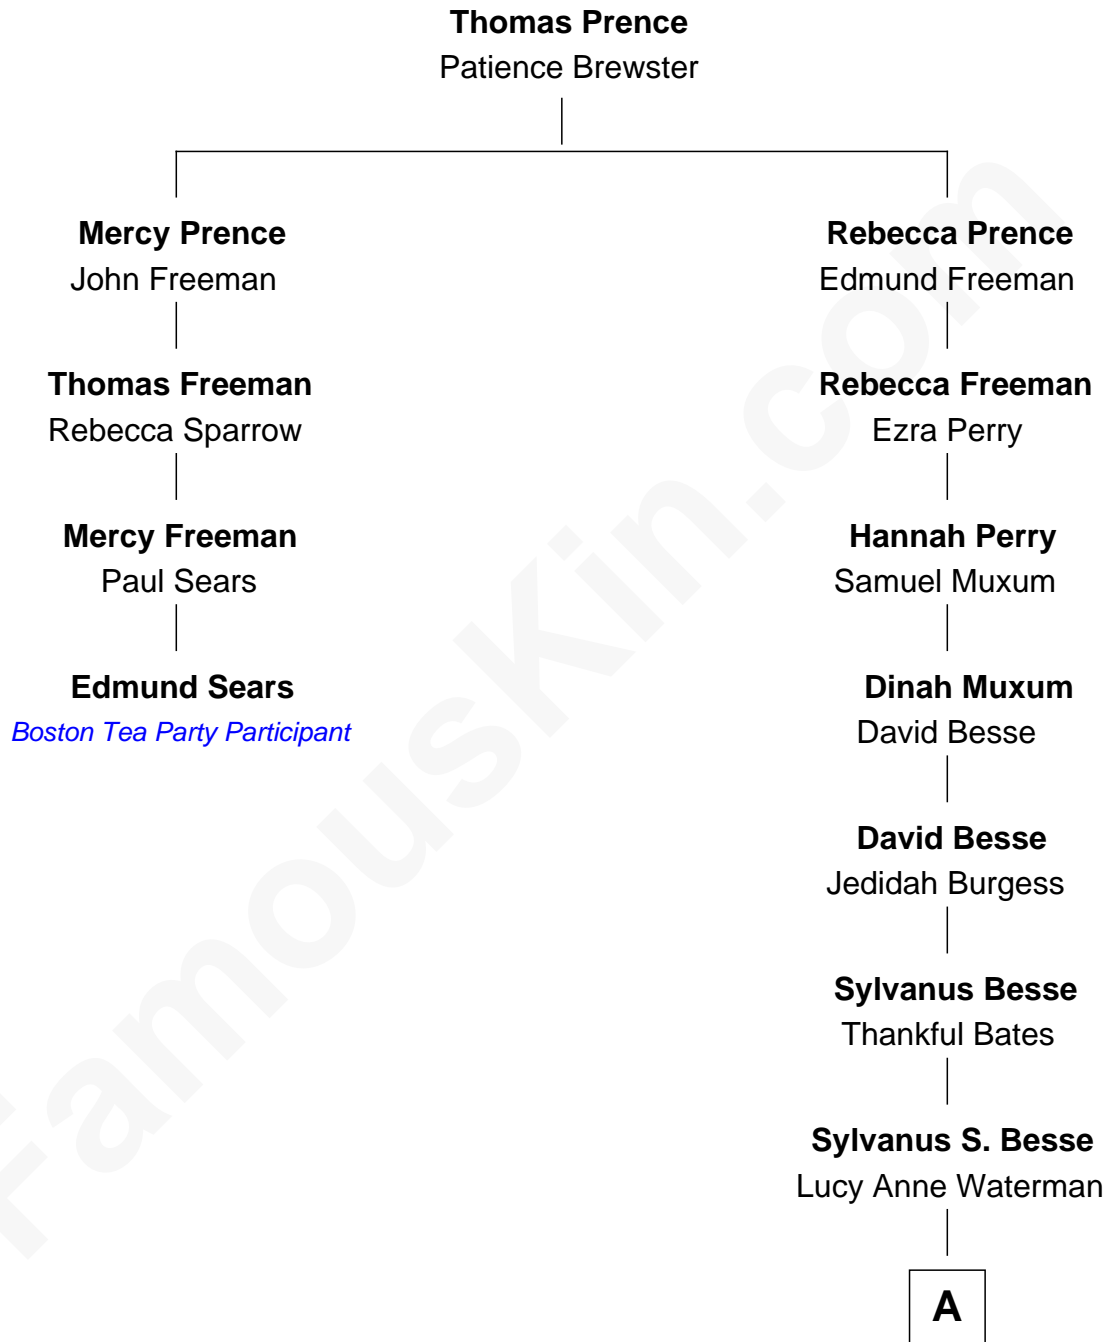 Thomas Prence
Patience Brewster
Mercy Prence
John Freeman
Rebecca Prence
Edmund Freeman
Thomas Freeman
Rebecca Sparrow
Rebecca Freeman
Ezra Perry
Mercy Freeman
Paul Sears
Hannah Perry
Samuel Muxum
Edmund Sears
Boston Tea Party Participant
Dinah Muxum
David Besse
David Besse
Jedidah Burgess
Sylvanus Besse
Thankful Bates
Sylvanus S. Besse
Lucy Anne Waterman
A
FamousKin.com